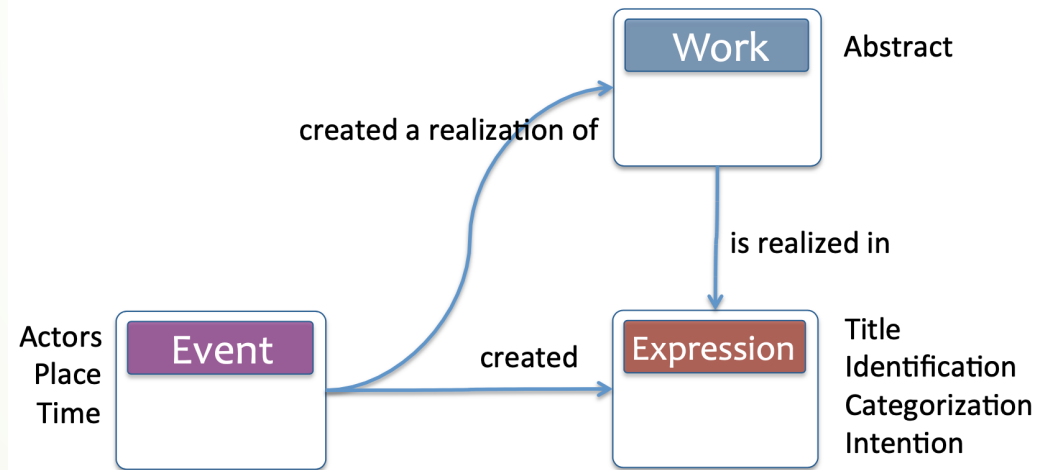 Work
Abstract
created a realization of
is realized in
Actors
Place
Time
Event
created
Expression
Title
Identification
Categorization
Intention